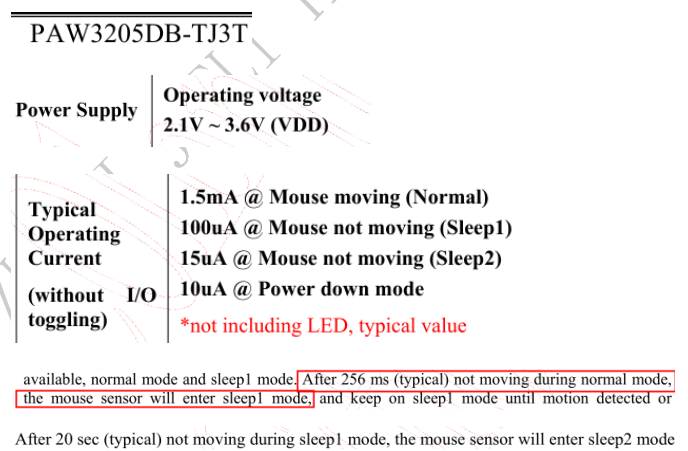 PAW3205DB-TJ3T
Power Supply
Operating voltage
2.1V ~ 3.6V (VDD)
Typical
Operating
Current
(without I/O
toggling)
1.5mA @ Mouse moving (Normal)
100uA @ Mouse not moving (Sleep1)
15uA @ Mouse not moving (Sleep2)
10uA @ Power down mode
*not including LED, typical value
available, normal mode and sleep1 mode. After 256 ms (typical) not moving during normal mode,
the mouse sensor will enter sleep1 mode, and keep on sleep1 mode until motion detected or
After 20 sec (typical) not moving during sleep1 mode, the mouse sensor will enter sleep2 mode